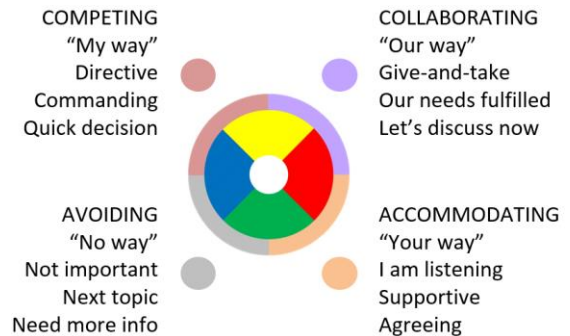 COMPETING
“My way”
Directive
Commanding
Quick decision
COLLABORATING
“Our way”
Give-and-take
Our needs fulfilled
Let’s discuss now
AVOIDING
“No way”
Not important
Next topic
Need more info
ACCOMMODATING
“Your way”
I am listening
Supportive
Agreeing